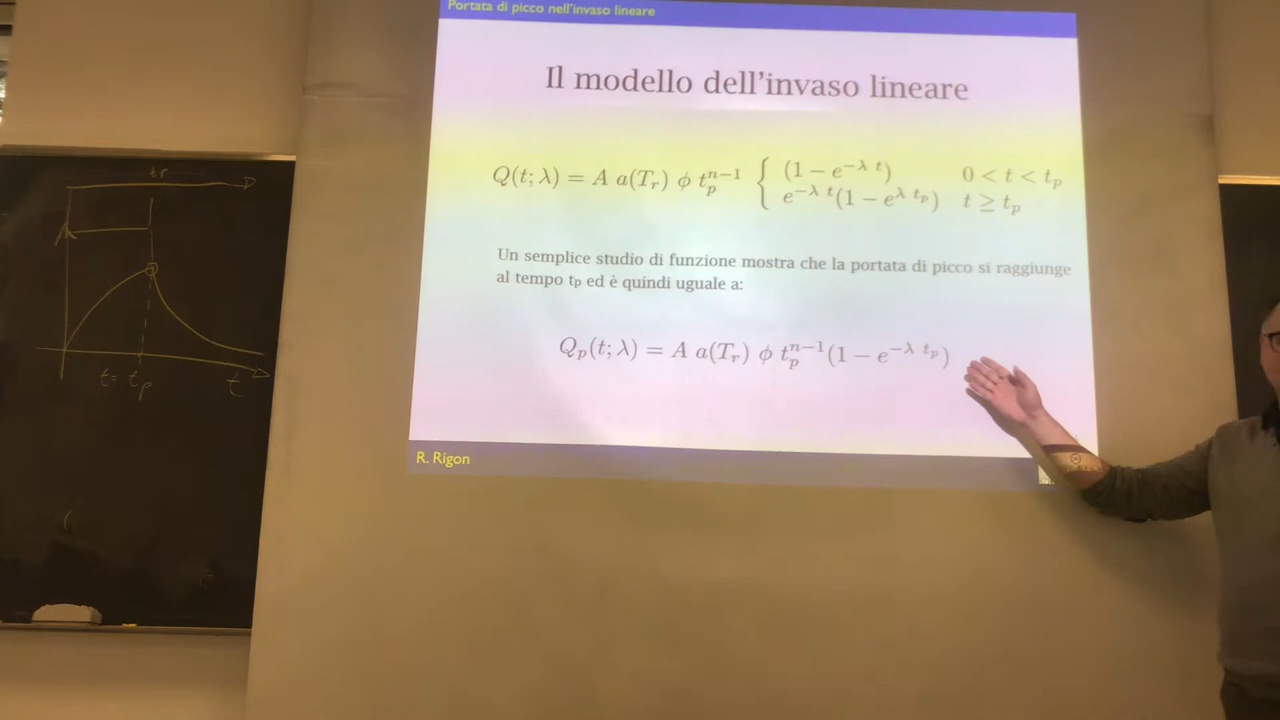 Portata di picco nell'invaso lineare
Il modello dell'invaso lineare
Q(t; λ) = A a(T_r) ϕ t_p^{n−1} { (1 − e^{−λ t}) 0 < t < t_p
e^{−λ t}(1 − e^{λ t_p}) t ≥ t_p
Un semplice studio di funzione mostra che la portata di picco si raggiunge
al tempo t_p ed è quindi uguale a:
Q_p(t; λ) = A a(T_r) ϕ t_p^{n−1}(1 − e^{−λ t_p})
R. Rigon
t= t_p
t